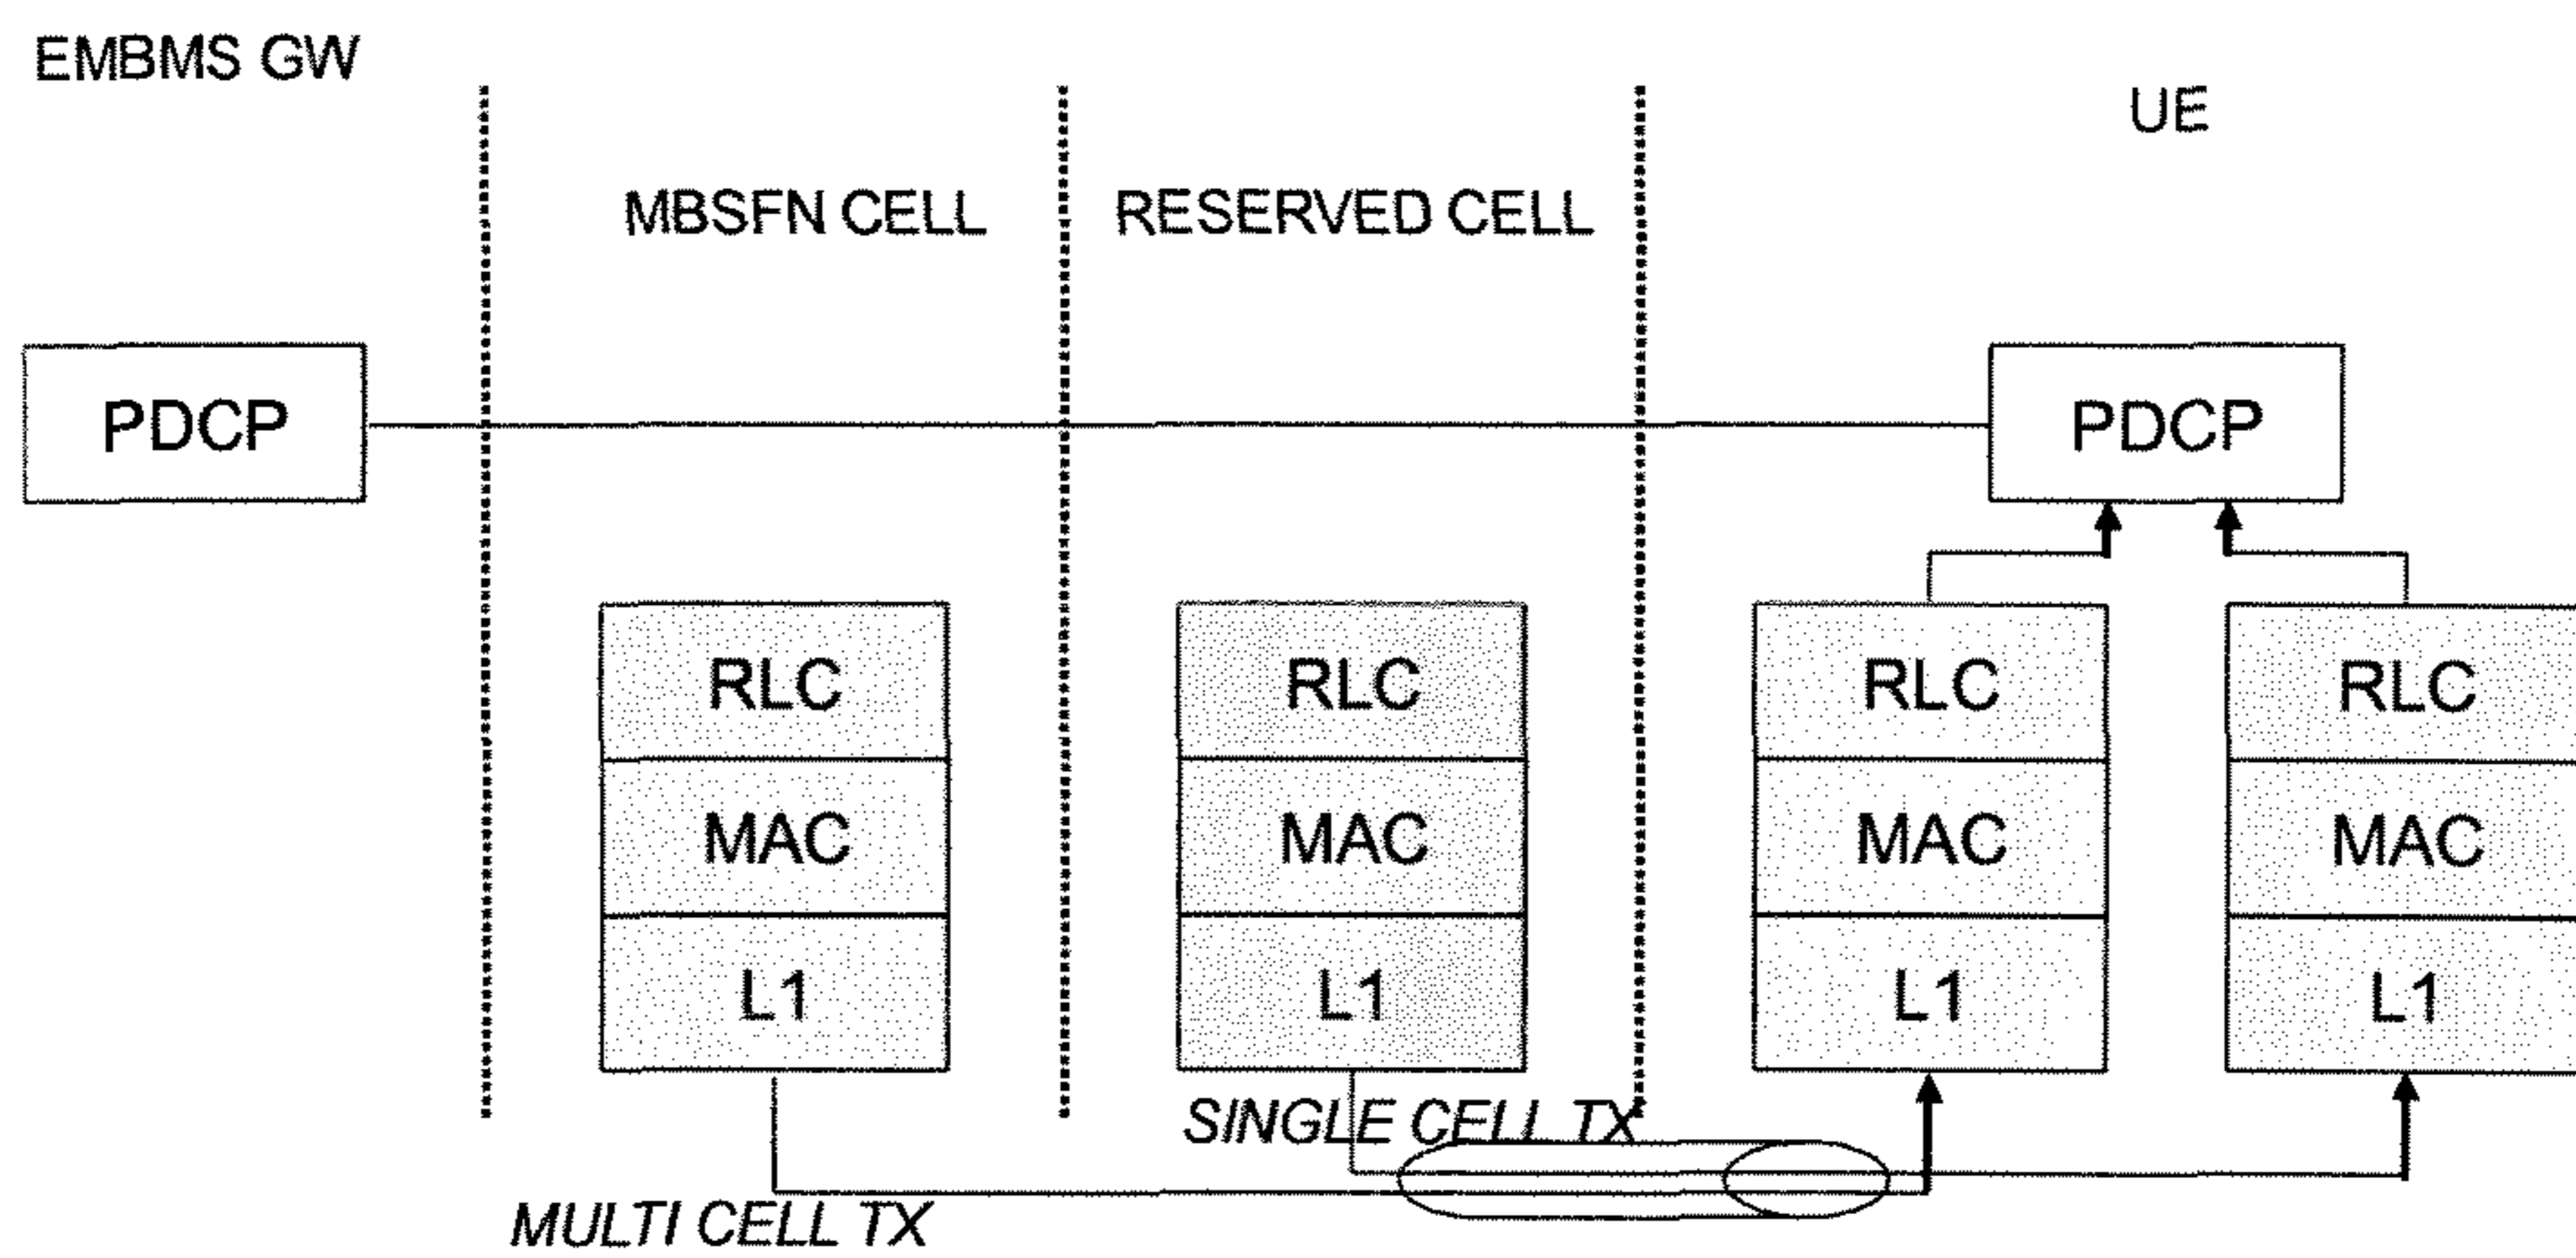 EMBMS GW
UE
MBSFN CELL
RESERVED CELL
PDCP
PDCP
RLC
RLC
RLC
RLC
MAC
MAC
MAC
MAC
L1
L1
L1
L1
SINGLE CELL TX
MULTI CELL TX